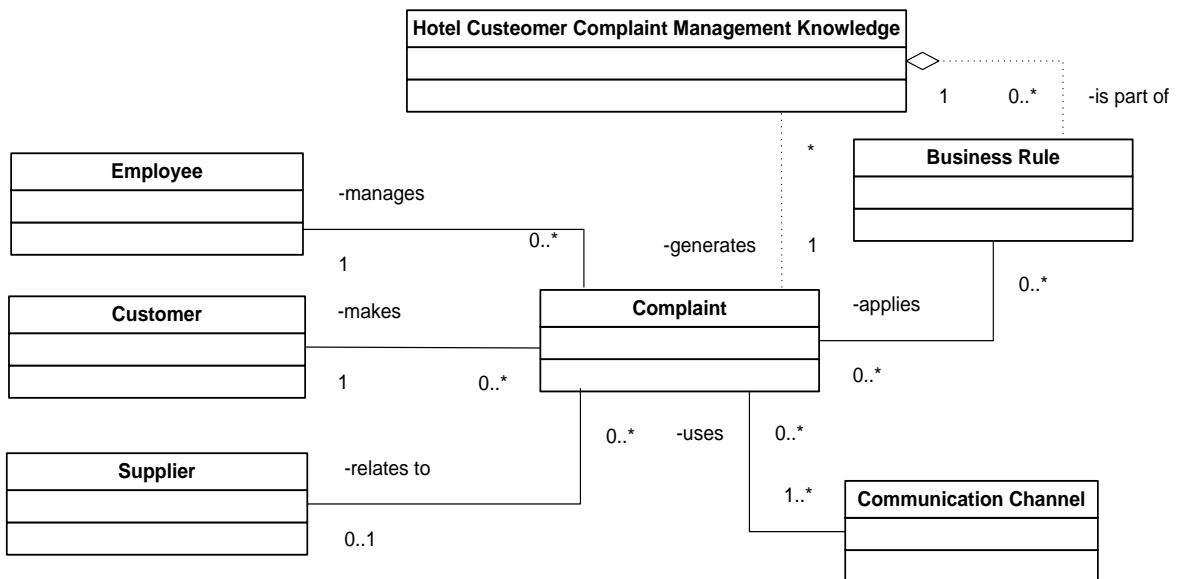 Hotel Custeomer Complaint Management Knowledge
1
0..*
-is part of
*
Business Rule
Employee
-manages
0..*
1
-generates
1
0..*
Customer
-makes
Complaint
-applies
1
0..*
0..*
0..*
-uses
0..*
Supplier
-relates to
1..*
Communication Channel
0..1